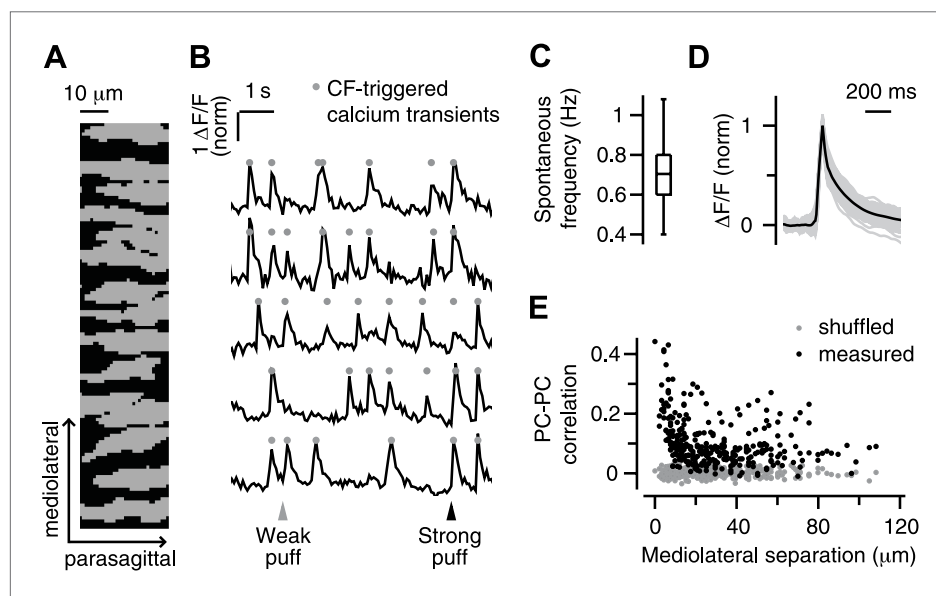 A
10 μm
mediolateral
parasagittal
B
1 ΔF/F
(norm)
1 s
CF-triggered
calcium transients
Weak
puff
Strong
puff
C
Spontaneous
frequency (Hz)
1
0.8
0.6
0.4
D
200 ms
ΔF/F (norm)
1
0
E
shuffled
measured
PC-PC
correlation
0.4
0.2
0
0 40 80 120
Mediolateral separation (μm)